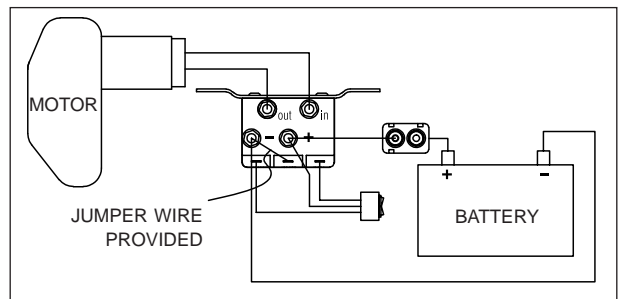 MOTOR
out
in
- +
+ -
JUMPER WIRE
PROVIDED
BATTERY